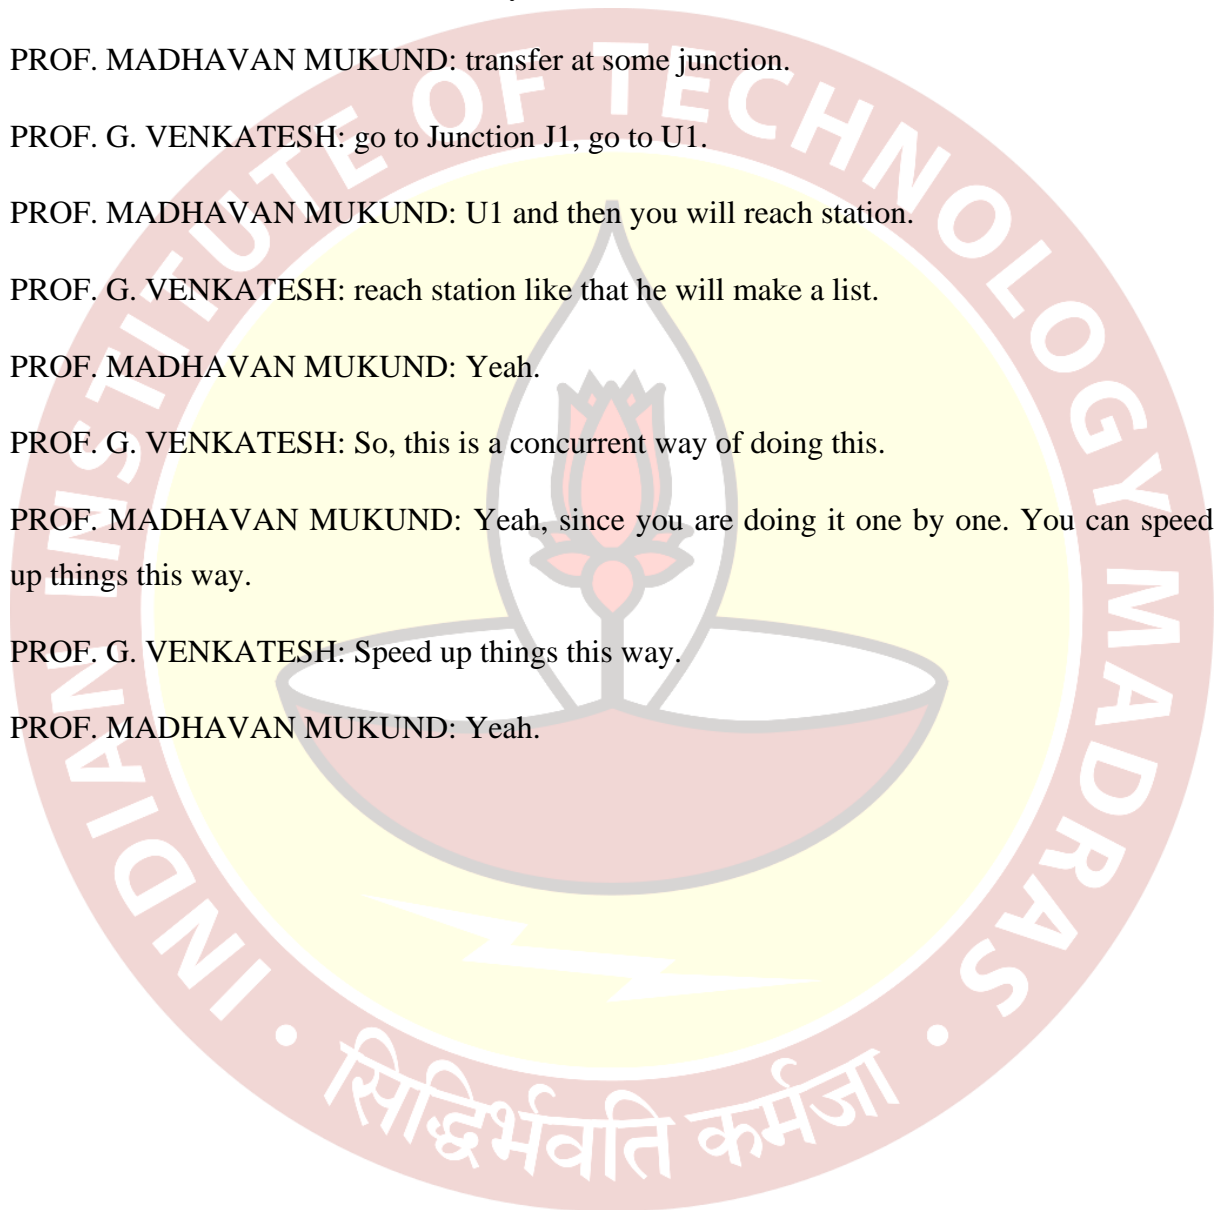 PROF. MADHAVAN MUKUND: transfer at some junction.
PROF. G. VENKATESH: go to Junction J1, go to U1.
PROF. MADHAVAN MUKUND: U1 and then you will reach station.
PROF. G. VENKATESH: reach station like that he will make a list.
PROF. MADHAVAN MUKUND: Yeah.
PROF. G. VENKATESH: So, this is a concurrent way of doing this.
PROF. MADHAVAN MUKUND: Yeah, since you are doing it one by one. You can speed
up things this way.
PROF. G. VENKATESH: Speed up things this way.
PROF. MADHAVAN MUKUND: Yeah.
INDIAN INSTITUTE OF TECHNOLOGY MADRAS
सिद्धिर्भवति कर्मजा